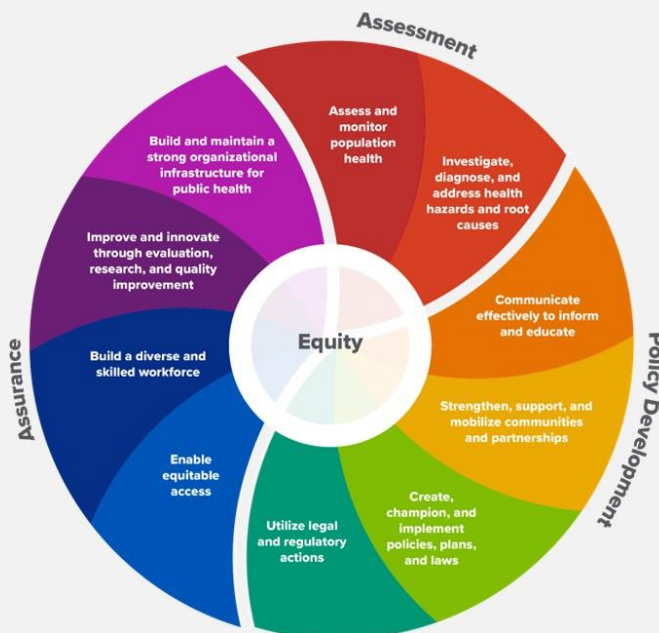 Assessment
Assess and
monitor
population
health
Investigate,
diagnose, and
address health
hazards and root
causes
Policy Development
Communicate
effectively to inform
and educate
Strengthen, support, and
mobilize communities
and partnerships
Create,
champion, and
implement
policies, plans,
and laws
Utilize legal
and regulatory
actions
Assurance
Enable
equitable
access
Build a diverse and
skilled workforce
Improve and innovate
through evaluation,
research, and quality
improvement
Build and maintain a
strong organizational
infrastructure for
public health
Equity